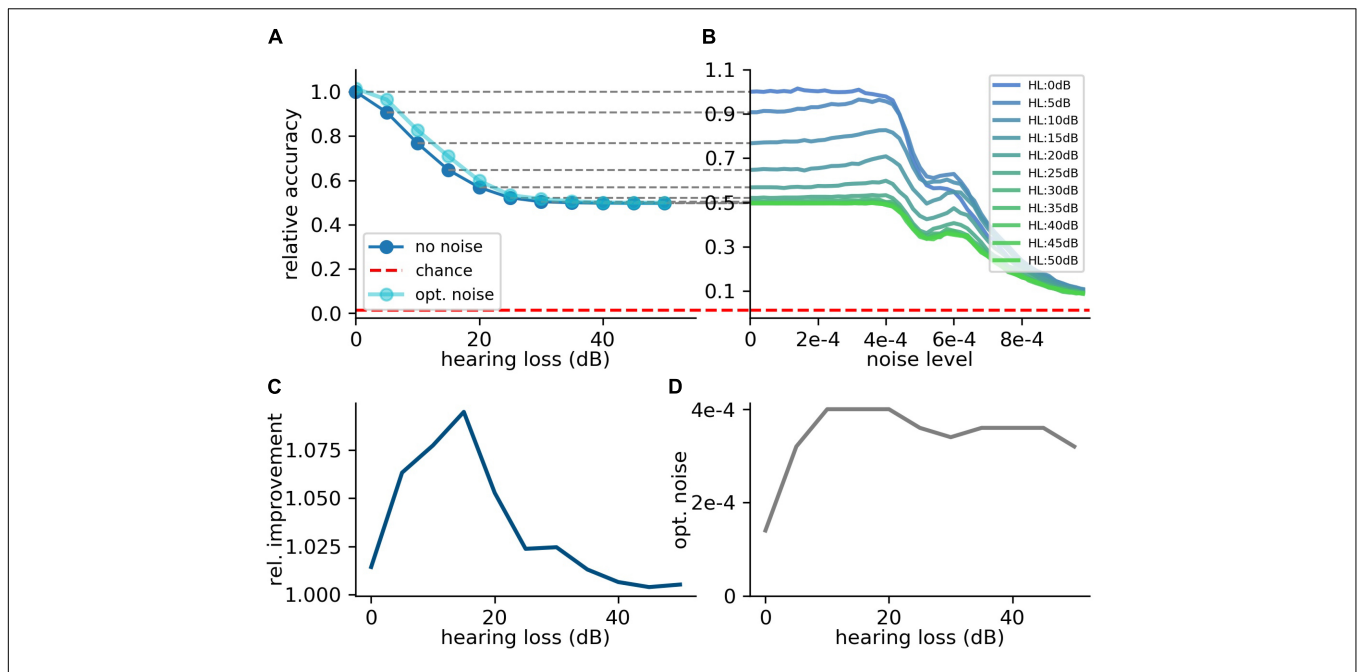 A
relative accuracy
1.0
0.8
0.6
0.4
0.2
0.0
no noise
chance
opt. noise
0 20 40
hearing loss (dB)
B
1.1
0.9
0.7
0.5
0.3
0.1
HL:0dB
HL:5dB
HL:10dB
HL:15dB
HL:20dB
HL:25dB
HL:30dB
HL:35dB
HL:40dB
HL:45dB
HL:50dB
0 2e-4 4e-4 6e-4 8e-4
noise level
C
rel. improvement
1.075
1.050
1.025
1.000
0 20 40
hearing loss (dB)
D
opt. noise
4e-4
2e-4
0
0 20 40
hearing loss (dB)